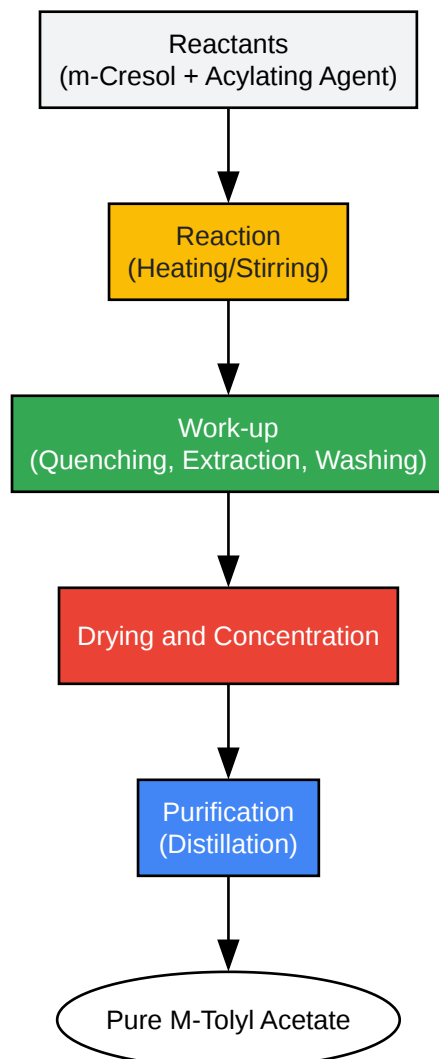 Reactants
(m-Cresol + Acylating Agent)
Reaction
(Heating/Stirring)
Work-up
(Quenching, Extraction, Washing)
Drying and Concentration
Purification
(Distillation)
Pure M-Tolyl Acetate